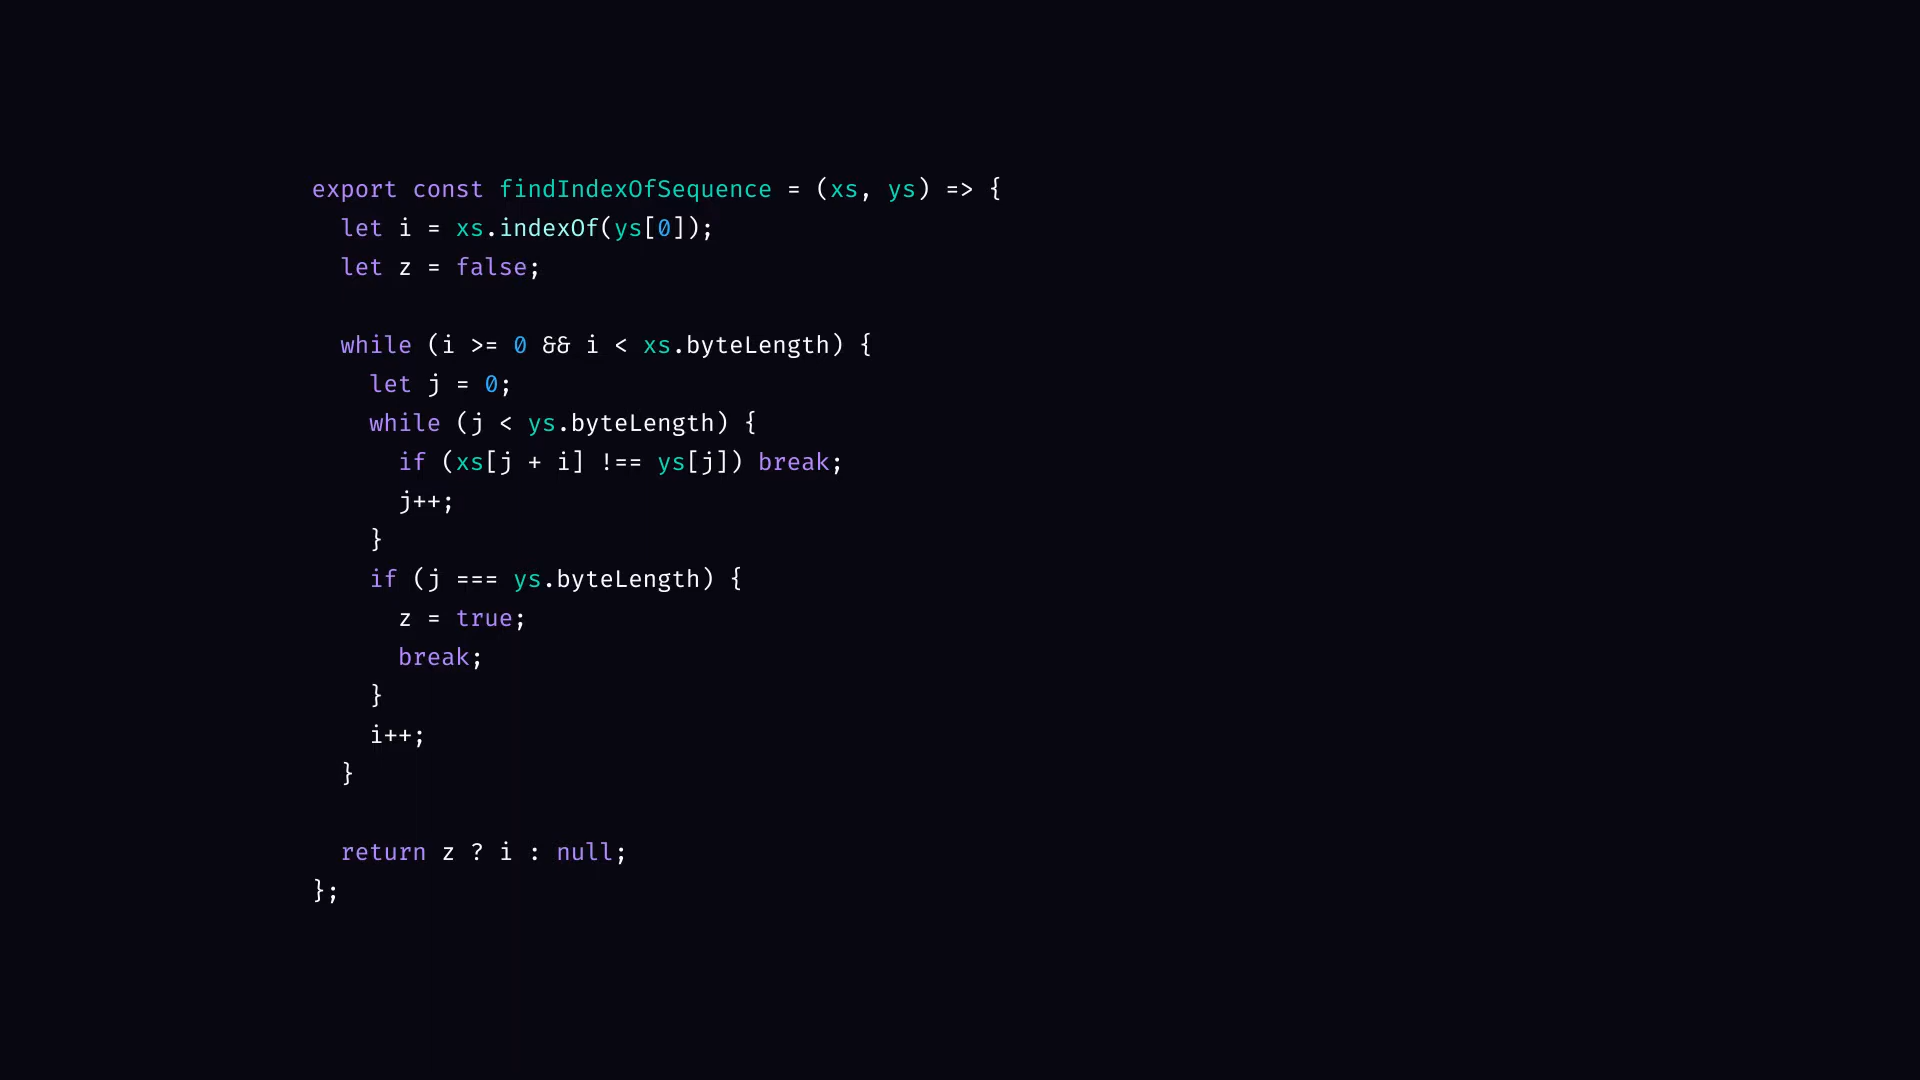 export const findIndexOfSequence = (xs, ys) => {
  let i = xs.indexOf(ys[0]);
  let z = false;

  while (i >= 0 && i < xs.byteLength) {
    let j = 0;
    while (j < ys.byteLength) {
      if (xs[j + i] !== ys[j]) break;
      j++;
    }
    if (j === ys.byteLength) {
      z = true;
      break;
    }
    i++;
  }

  return z ? i : null;
};